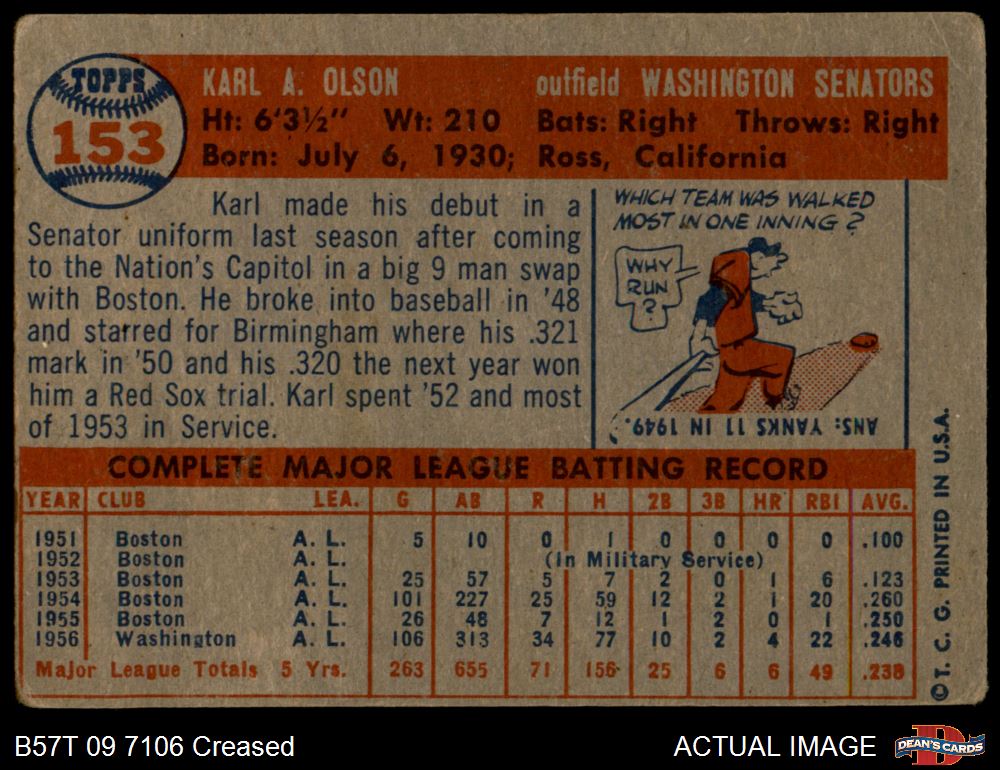 TOPPS
153
KARL A. OLSON outfield WASHINGTON SENATORS
Ht: 6'3½" Wt: 210 Bats: Right Throws: Right
Born: July 6, 1930; Ross, California
Karl made his debut in a
Senator uniform last season after coming
to the Nation's Capitol in a big 9 man swap
with Boston. He broke into baseball in '48
and starred for Birmingham where his .321
mark in '50 and his .320 the next year won
him a Red Sox trial. Karl spent '52 and most
of 1953 in Service.
WHICH TEAM WAS WALKED
MOST IN ONE INNING?
WHY
RUN
?
ANS: YANKS 11 IN 1949.
COMPLETE MAJOR LEAGUE BATTING RECORD
YEAR CLUB LEA. G AB R H 2B 3B HR RBI AVG.
1951 Boston A. L. 5 10 0 1 0 0 0 0 .100
1952 Boston A. L. (In Military Service)
1953 Boston A. L. 25 57 5 7 2 0 1 6 .123
1954 Boston A. L. 101 227 25 59 12 2 1 20 .260
1955 Boston A. L. 26 48 7 12 1 2 0 1 .250
1956 Washington A. L. 106 313 34 77 10 2 4 22 .246
Major League Totals 5 Yrs. 263 655 71 156 25 6 6 49 .238
©T. C. G. PRINTED IN U.S.A.
B57T 09 7106 Creased
ACTUAL IMAGE
DEAN'S CARDS